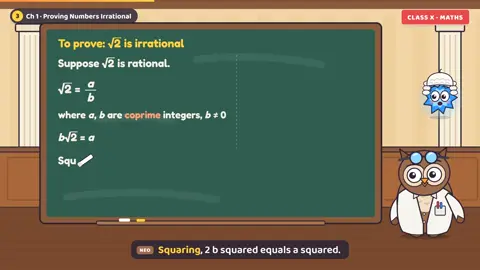 3 Ch 1 · Proving Numbers Irrational
CLASS X - MATHS
To prove: √2 is irrational
Suppose √2 is rational.
√2 = a/b
where a, b are coprime integers, b ≠ 0
b√2 = a
Squ
NEO Squaring, 2 b squared equals a squared.